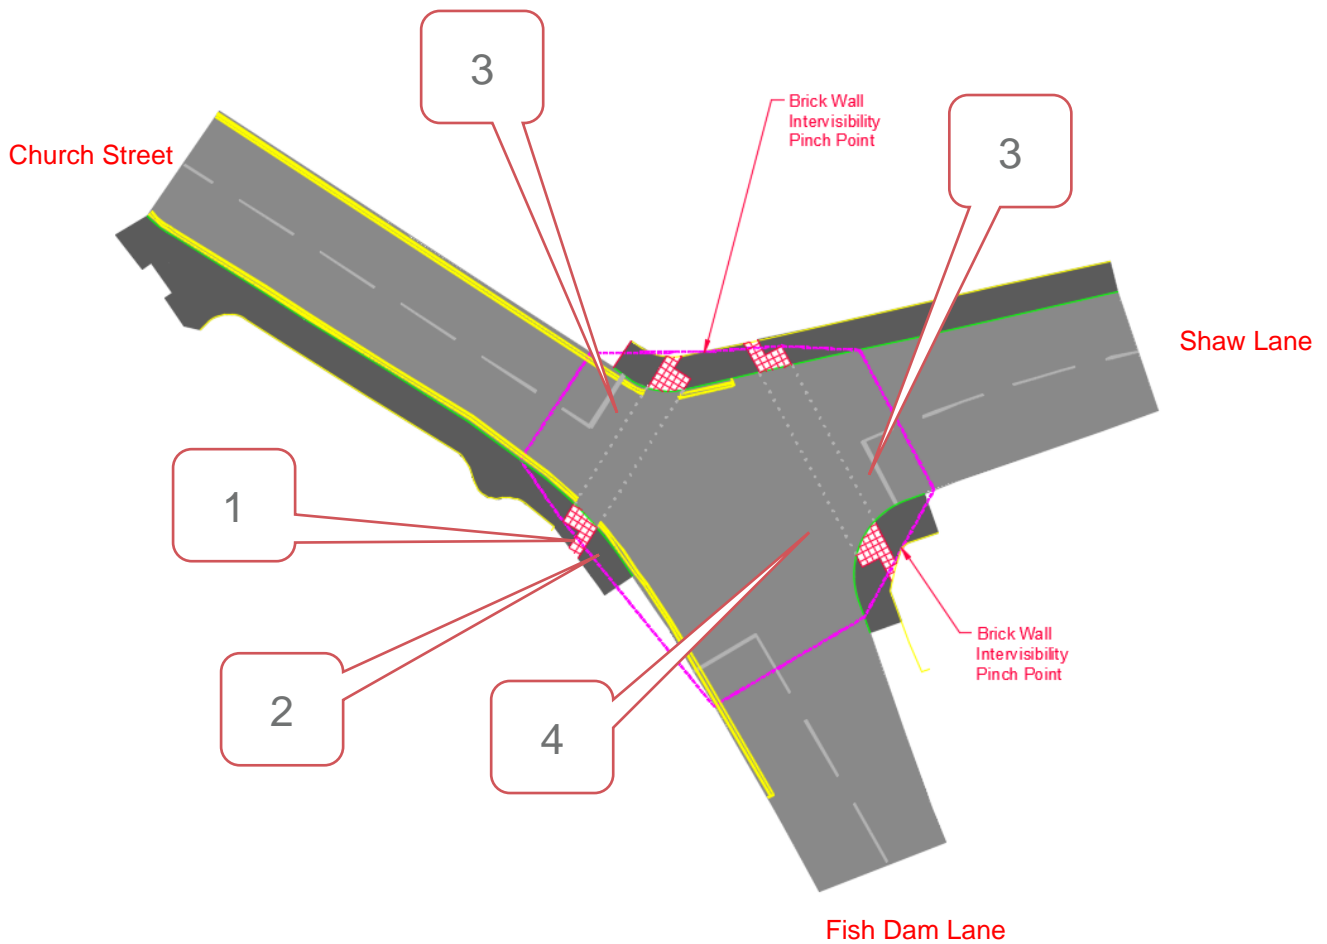 3
Brick Wall
Intervisibility
Pinch Point
3
Church Street
Shaw Lane
1
2
4
Brick Wall
Intervisibility
Pinch Point
Fish Dam Lane